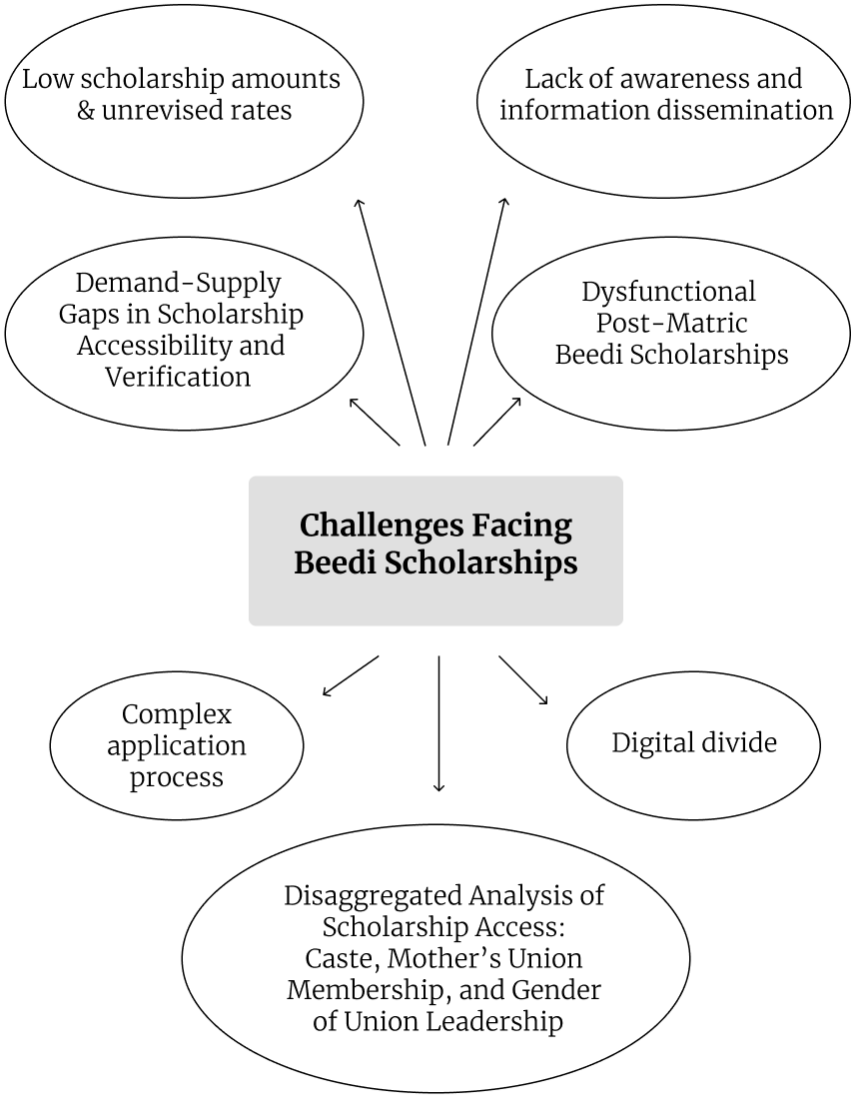 Low scholarship amounts
& unrevised rates
Lack of awareness and
information dissemination
Demand-Supply
Gaps in Scholarship
Accessibility and
Verification
Dysfunctional
Post-Matric
Beedi Scholarships
Challenges Facing
Beedi Scholarships
Complex
application
process
Digital divide
Disaggregated Analysis of
Scholarship Access:
Caste, Mother’s Union
Membership, and Gender
of Union Leadership